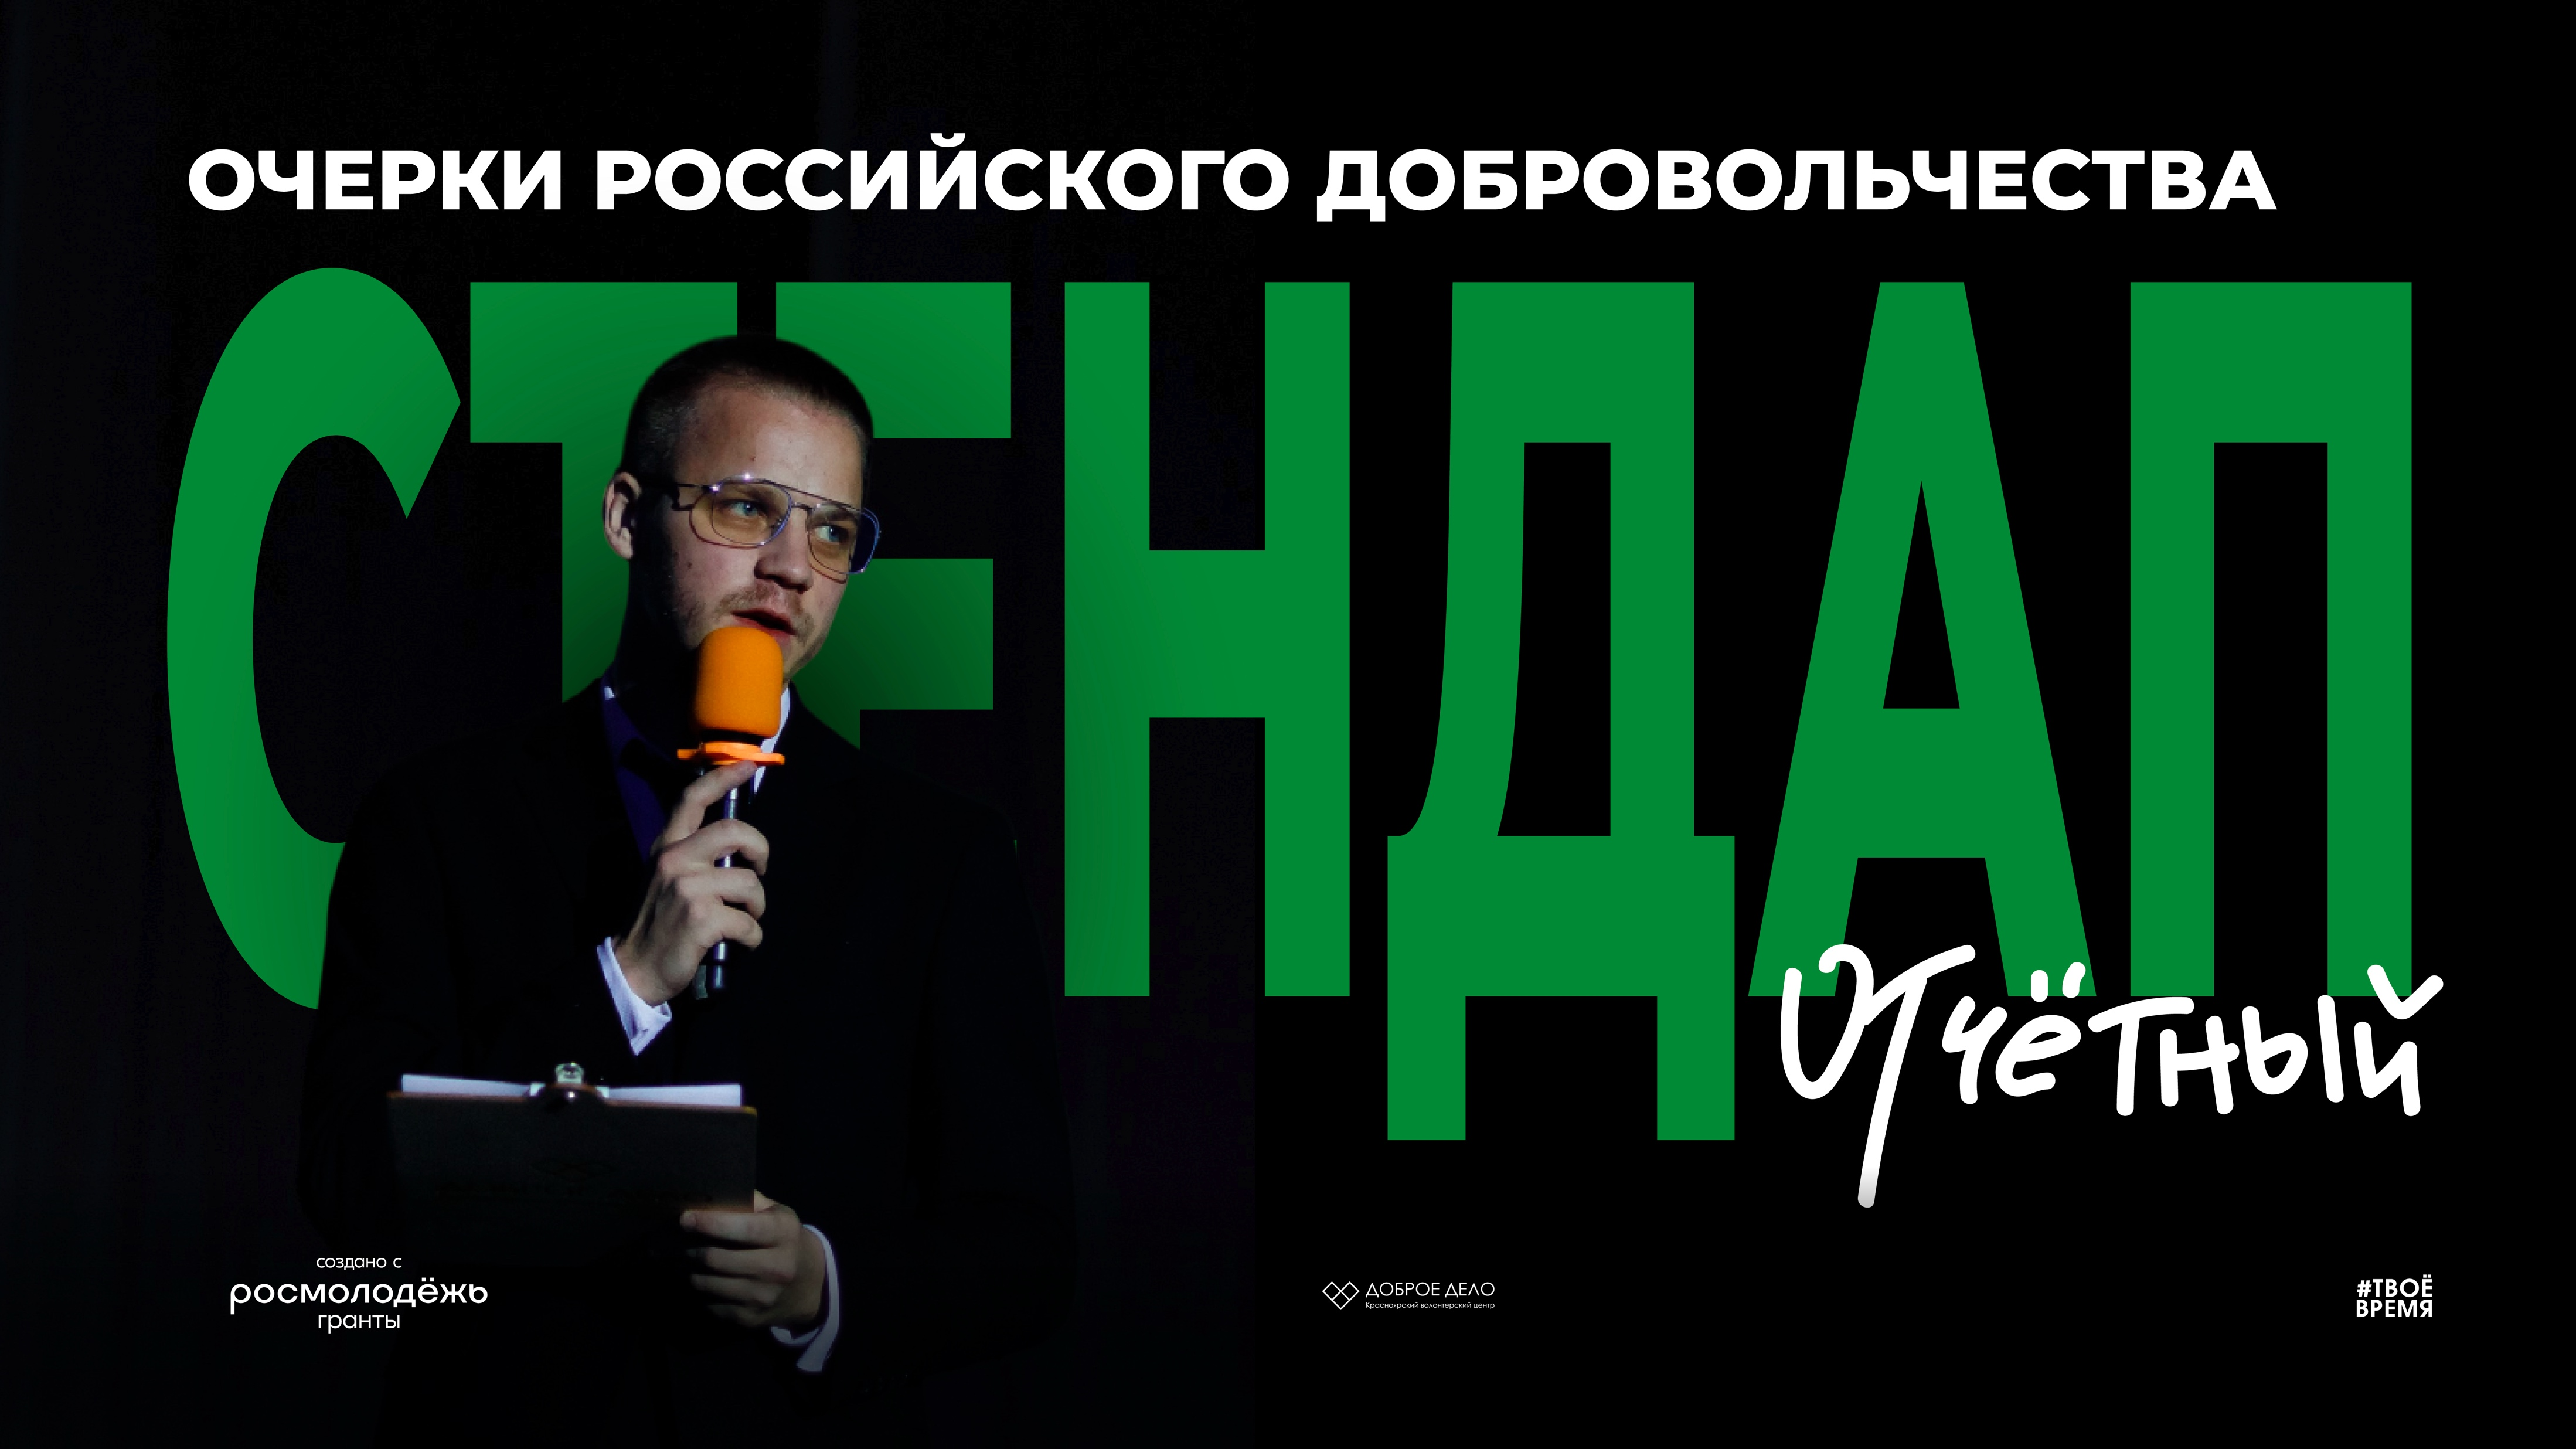 ОЧЕРКИ РОССИЙСКОГО ДОБРОВОЛЬЧЕСТВА
СТЕНДАП
Отчётный
создано с
росмолодёжь
гранты
ДОБРОЕ ДЕЛО
Красноярский волонтерский центр
#ТВОЁ
ВРЕМЯ